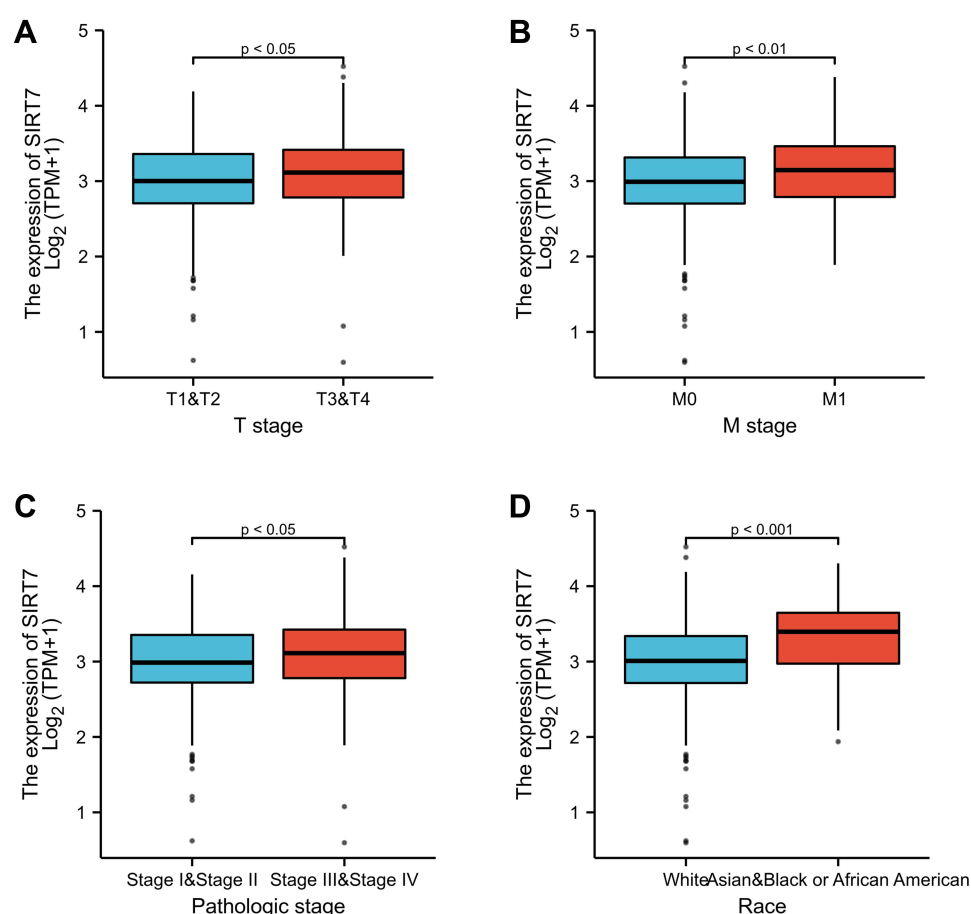 A
The expression of SIRT7
Log2 (TPM+1)
5
4
3
2
1
p < 0.05
T1&T2
T3&T4
T stage
B
The expression of SIRT7
Log2 (TPM+1)
5
4
3
2
1
p < 0.01
M0
M1
M stage
C
The expression of SIRT7
Log2 (TPM+1)
5
4
3
2
1
p < 0.05
Stage I&Stage II
Stage III&Stage IV
Pathologic stage
D
The expression of SIRT7
Log2 (TPM+1)
5
4
3
2
1
p < 0.001
White
Asian&Black or African American
Race